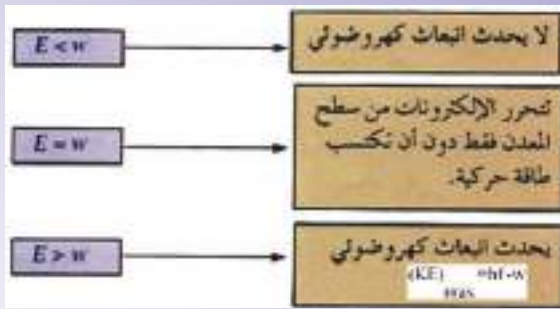 E < w
لا يحدث انبعاث كهروضوئي
E = w
تتحرر الإلكترونات من سطح
المعدن فقط دون أن تكتسب
طاقة حركية.
E > w
يحدث انبعاث كهروضوئي
(KE) =hf-w